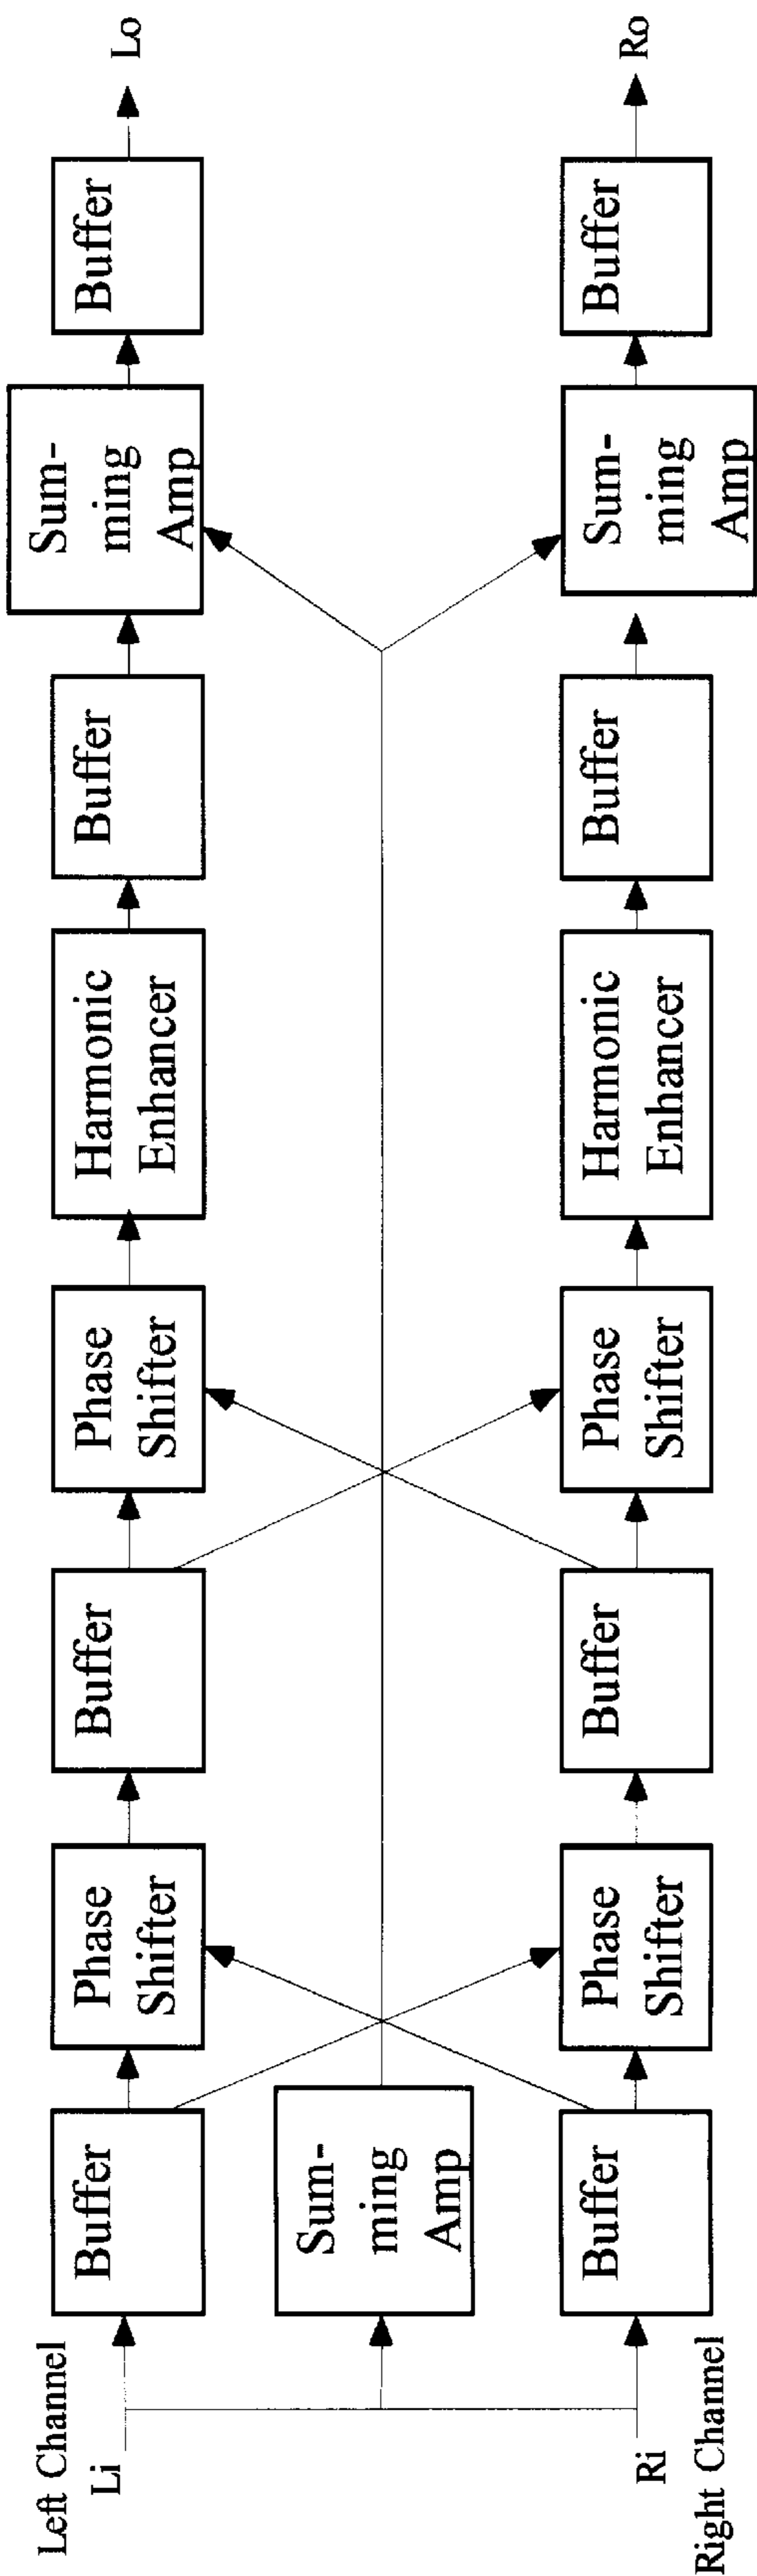 Left Channel
Li
Buffer
Phase
Shifter
Buffer
Phase
Shifter
Harmonic
Enhancer
Buffer
Sum-
ming
Amp
Buffer
Lo
Sum-
ming
Amp
Ri
Right Channel
Buffer
Phase
Shifter
Buffer
Phase
Shifter
Harmonic
Enhancer
Buffer
Sum-
ming
Amp
Buffer
Ro